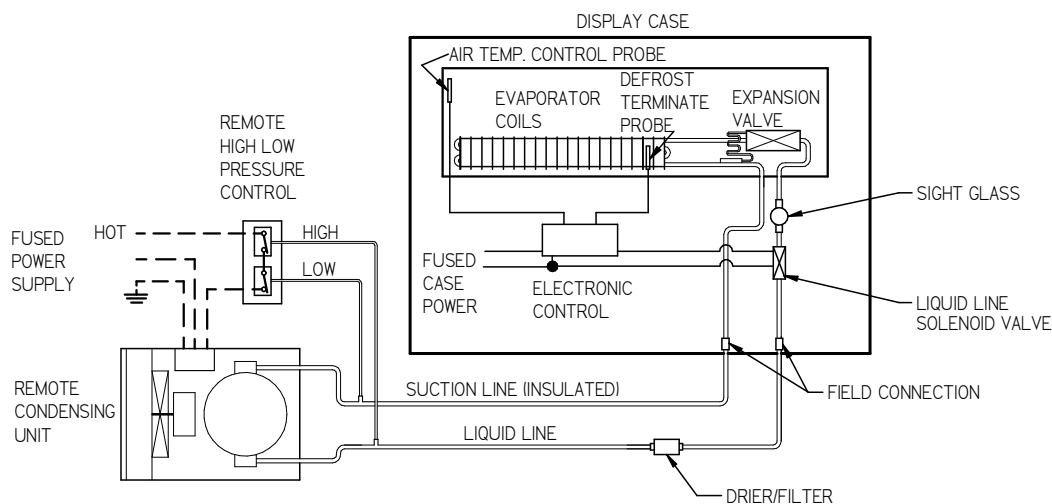 DISPLAY CASE
AIR TEMP. CONTROL PROBE
EVAPORATOR
COILS
DEFROST
TERMINATE
PROBE
EXPANSION
VALVE
REMOTE
HIGH LOW
PRESSURE
CONTROL
SIGHT GLASS
HOT
HIGH
FUSED
POWER
SUPPLY
LOW
FUSED
CASE
POWER
ELECTRONIC
CONTROL
LIQUID LINE
SOLENOID VALVE
REMOTE
CONDENSING
UNIT
SUCTION LINE (INSULATED)
FIELD CONNECTION
LIQUID LINE
DRIER/FILTER